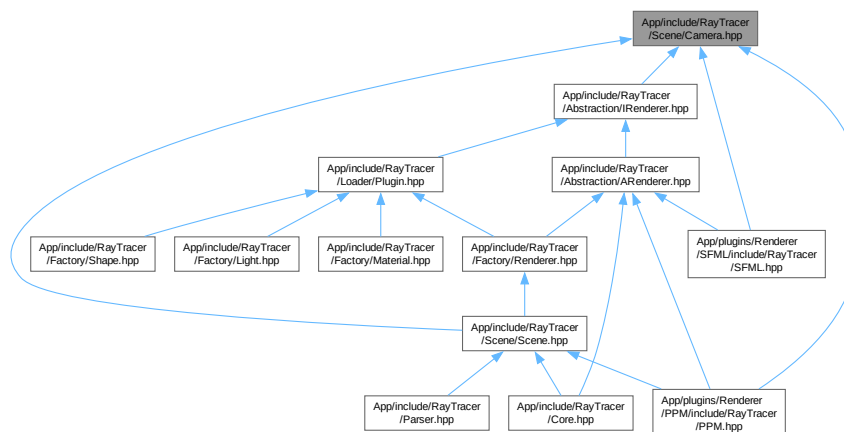 App/include/RayTracer
/Scene/Camera.hpp
App/include/RayTracer
/Abstraction/IRenderer.hpp
App/include/RayTracer
/Loader/Plugin.hpp
App/include/RayTracer
/Abstraction/ARenderer.hpp
App/include/RayTracer
/Factory/Shape.hpp
App/include/RayTracer
/Factory/Light.hpp
App/include/RayTracer
/Factory/Material.hpp
App/include/RayTracer
/Factory/Renderer.hpp
App/plugins/Renderer
/SFML/include/RayTracer
/SFML.hpp
App/include/RayTracer
/Scene/Scene.hpp
App/include/RayTracer
/Parser.hpp
App/include/RayTracer
/Core.hpp
App/plugins/Renderer
/PPM/include/RayTracer
/PPM.hpp